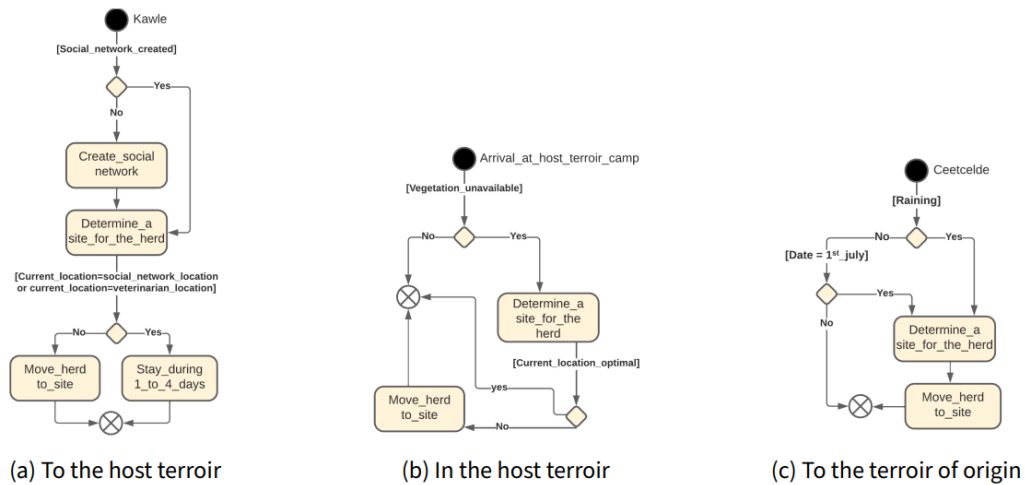 Kawle
[Social_network_created]
Yes
No
Create_social
network
Determine_a
site_for_the_herd
[Current_location=social_network_location
or current_location=veterinarian_location]
No
Yes
Move_herd
to_site
Stay_during
1_to_4_days
(a) To the host terroir
Arrival_at_host_terroir_camp
[Vegetation_unavailable]
No
Yes
Determine_a
site_for_the
herd
[Current_location_optimal]
yes
Move_herd
to_site
No
(b) In the host terroir
Ceetcelde
[Raining]
No
Yes
[Date = 1st_july]
Yes
No
Determine_a
site_for_the_herd
Move_herd
to_site
(c) To the terroir of origin